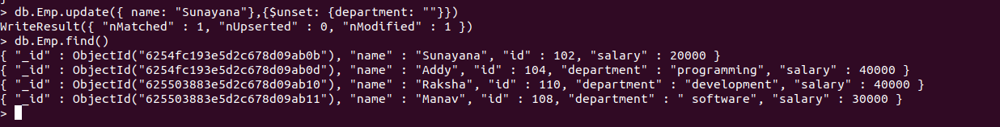 > db.Emp.update({ name: "Sunayana"},{$unset: {department: ""}})
WriteResult({ "nMatched" : 1, "nUpserted" : 0, "nModified" : 1 })
> db.Emp.find()
{ "_id" : ObjectId("6254fc193e5d2c678d09ab0b"), "name" : "Sunayana", "id" : 102, "salary" : 20000 }
{ "_id" : ObjectId("6254fc193e5d2c678d09ab0d"), "name" : "Addy", "id" : 104, "department" : "programming", "salary" : 40000 }
{ "_id" : ObjectId("625503883e5d2c678d09ab10"), "name" : "Raksha", "id" : 110, "department" : "development", "salary" : 40000 }
{ "_id" : ObjectId("625503883e5d2c678d09ab11"), "name" : "Manav", "id" : 108, "department" : " software", "salary" : 30000 }
>